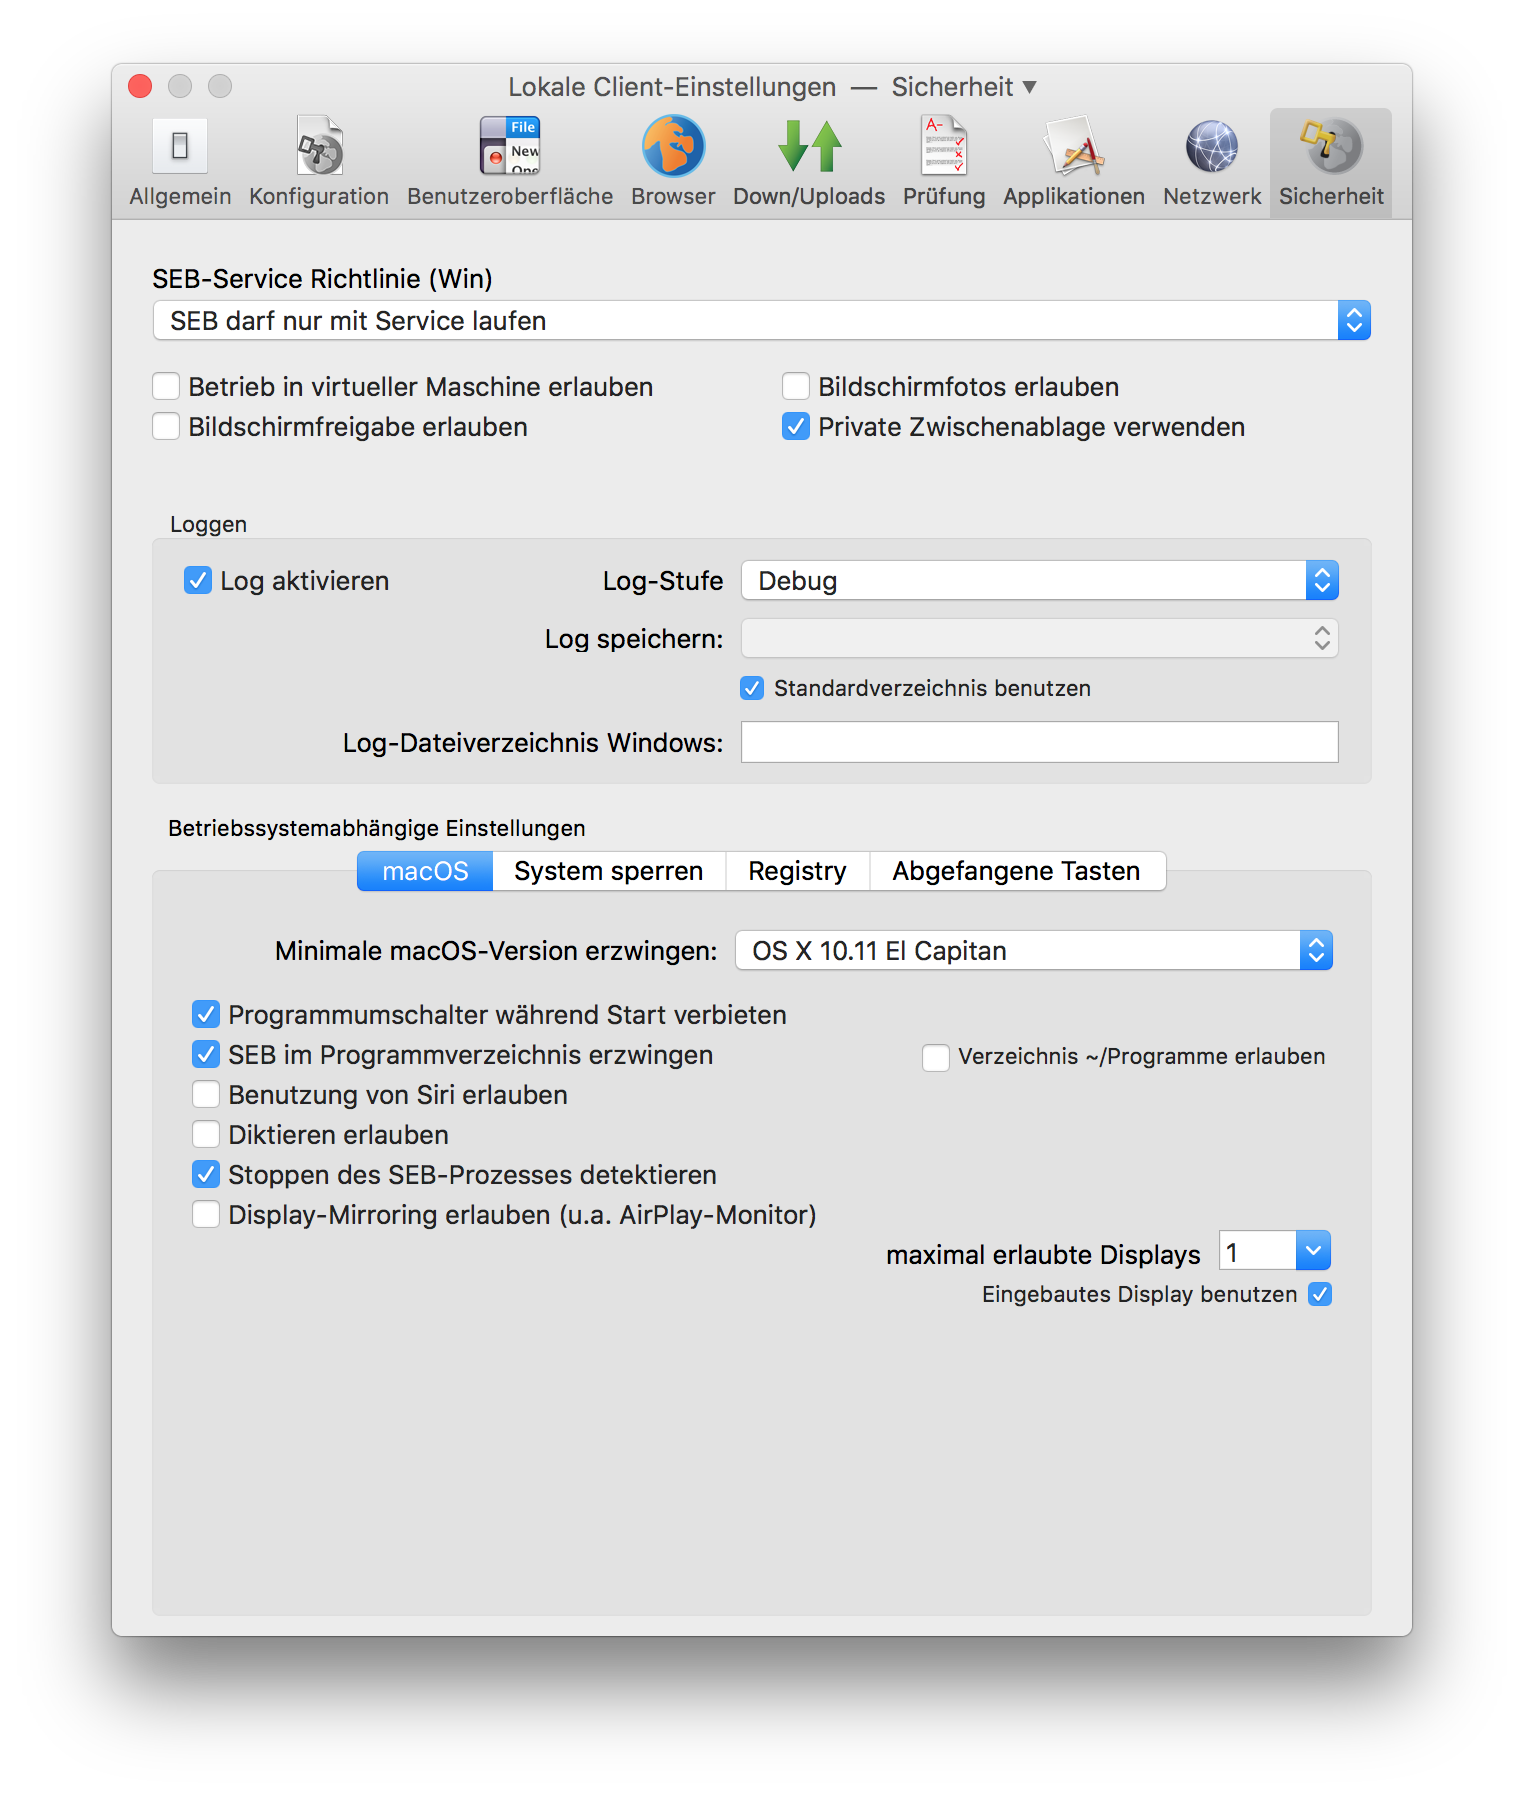 Lokale Client-Einstellungen — Sicherheit
File
New
Allgemein Konfiguration Benutzeroberfläche Browser Down/Uploads Prüfung Applikationen Netzwerk Sicherheit
SEB-Service Richtlinie (Win)
SEB darf nur mit Service laufen
Betrieb in virtueller Maschine erlauben
Bildschirmfotos erlauben
Bildschirmfreigabe erlauben
Private Zwischenablage verwenden
Loggen
Log aktivieren
Log-Stufe Debug
Log speichern:
Standardverzeichnis benutzen
Log-Dateiverzeichnis Windows:
Betriebssystemabhängige Einstellungen
macOS System sperren Registry Abgefangene Tasten
Minimale macOS-Version erzwingen: OS X 10.11 El Capitan
Programmumschalter während Start verbieten
SEB im Programmverzeichnis erzwingen
Verzeichnis ~/Programme erlauben
Benutzung von Siri erlauben
Diktieren erlauben
Stoppen des SEB-Prozesses detektieren
Display-Mirroring erlauben (u.a. AirPlay-Monitor)
maximal erlaubte Displays 1
Eingebautes Display benutzen